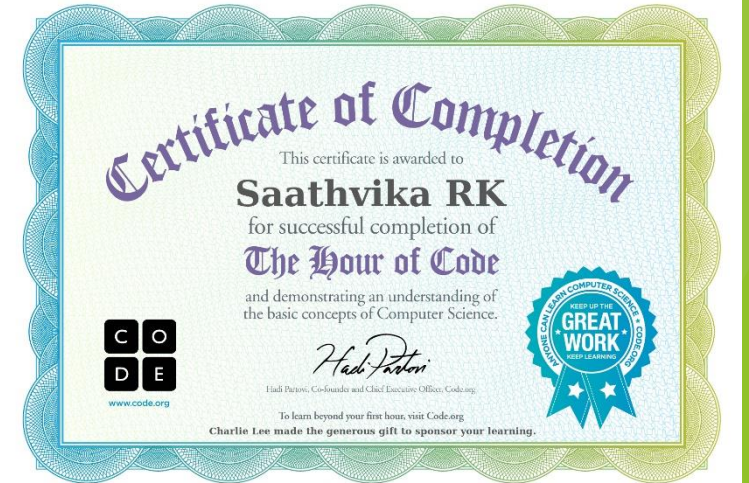 Certificate of Completion
This certificate is awarded to
Saathvika RK
for successful completion of
The Hour of Code
and demonstrating an understanding of
the basic concepts of Computer Science.
C O
D E
www.code.org
Hadi Partovi
Hadi Partovi, Co-founder and Chief Executive Officer, Code.org
ANYONE CAN LEARN COMPUTER SCIENCE • CODE.ORG
KEEP UP THE
GREAT
WORK
KEEP LEARNING
To learn beyond your first hour, visit Code.org
Charlie Lee made the generous gift to sponsor your learning.